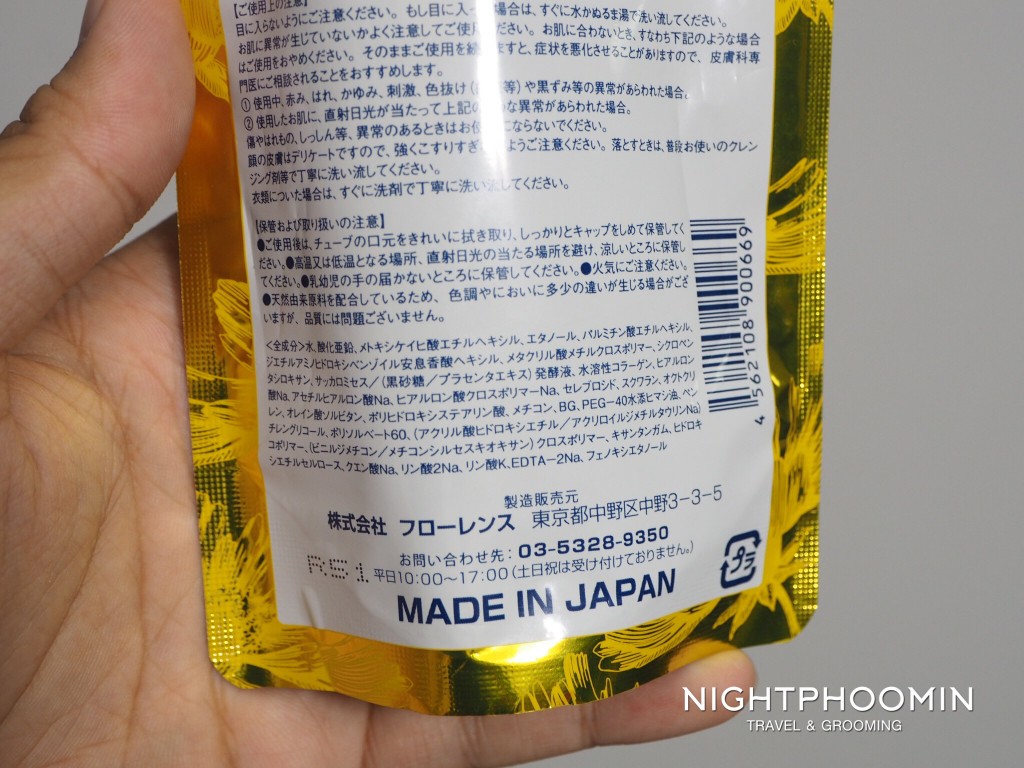 【ご使用上の注意】
目に入らないようにご注意ください。もし目に入った場合は、すぐに水かぬるま湯で洗い流してください。
お肌に異常が生じていないかよく注意してご使用ください。お肌に合わないとき、すなわち下記のような場合
はご使用をおやめください。そのままご使用を続けますと、症状を悪化させることがありますので、皮膚科専
門医にご相談されることをおすすめします。
① 使用中、赤み、はれ、かゆみ、刺激、色抜け(白斑等)や黒ずみ等の異常があらわれた場合。
② 使用したお肌に、直射日光が当たって上記のような異常があらわれた場合。
傷やはれもの、しっしん等、異常のあるときはお使いにならないでください。
顔の皮膚はデリケートですので、強くこすりすぎないようご注意ください。落とすときは、普段お使いのクレン
ジング剤等で丁寧に洗い流してください。
衣類についた場合は、すぐに洗剤で丁寧に洗い流してください。
【保管および取り扱いの注意】
●ご使用後は、チューブの口元をきれいに拭き取り、しっかりとキャップをしめて保管してく
ださい。●高温又は低温となる場所、直射日光の当たる場所を避け、涼しいところに保管し
てください。●乳幼児の手の届かないところに保管してください。●火気にご注意ください。
●天然由来原料を配合しているため、色調やにおいに多少の違いが生じる場合がござ
いますが、品質には問題ございません。
<全成分>水、酸化亜鉛、メトキシケイヒ酸エチルヘキシル、エタノール、パルミチン酸エチルヘキシル、
ジエチルアミノヒドロキシベンゾイル安息香酸ヘキシル、メタクリル酸メチルクロスポリマー、シクロペン
タシロキサン、サッカロミセス/(黒砂糖/プラセンタエキス)発酵液、水溶性コラーゲン、ヒアルロン
酸Na、アセチルヒアルロン酸Na、ヒアルロン酸クロスポリマーNa、セレブロシド、スクワラン、オクトクリ
レン、オレイン酸ソルビタン、ポリヒドロキシステアリン酸、メチコン、BG、PEG-40水添ヒマシ油、ペン
チレングリコール、ポリソルベート60、(アクリル酸ヒドロキシエチル/アクリロイルジメチルタウリンNa)
コポリマー、(ビニルジメチコン/メチコンシルセスキオキサン)クロスポリマー、キサンタンガム、ヒドロキ
シエチルセルロース、クエン酸Na、リン酸2Na、リン酸K、EDTA-2Na、フェノキシエタノール
4 562108 900669
製造販売元
株式会社 フローレンス 東京都中野区中野3-3-5
お問い合わせ先:03-5328-9350
R51 平日10:00〜17:00(土日祝は受け付けておりません。)
MADE IN JAPAN
プラ
NIGHTPHOOMIN
TRAVEL & GROOMING